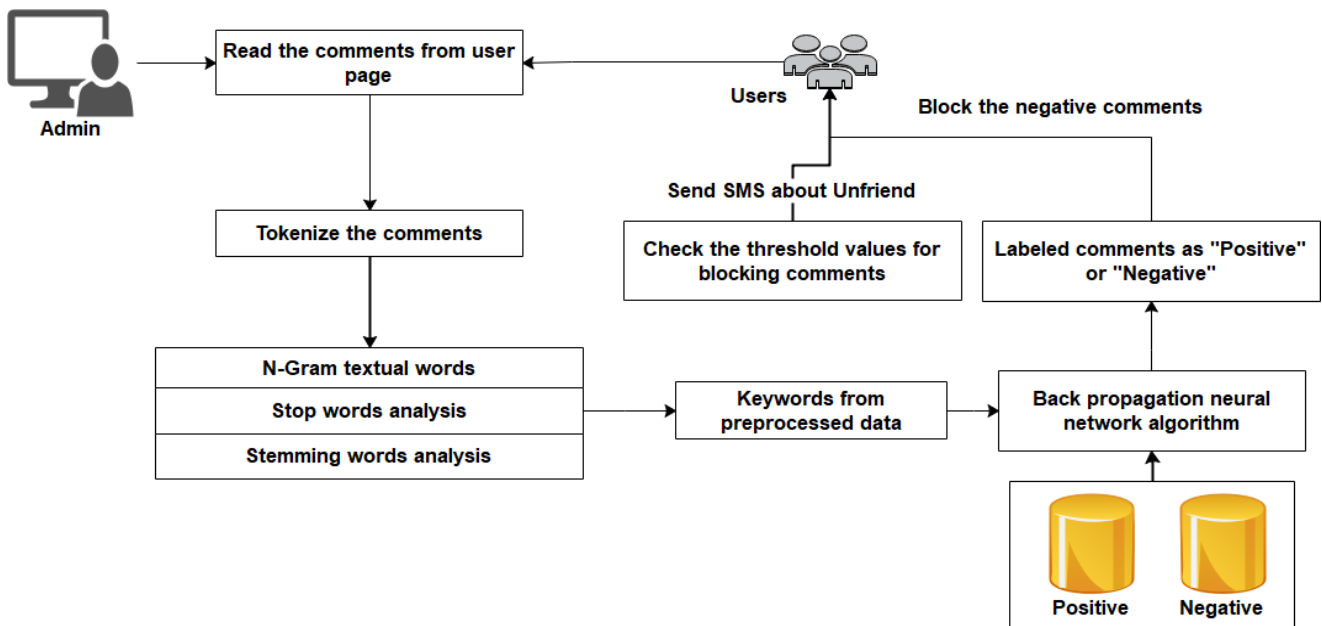 Read the comments from user
page
Admin
Users
Block the negative comments
Send SMS about Unfriend
Tokenize the comments
Check the threshold values for
blocking comments
Labeled comments as "Positive"
or "Negative"
N-Gram textual words
Stop words analysis
Stemming words analysis
Keywords from
preprocessed data
Back propagation neural
network algorithm
Positive
Negative